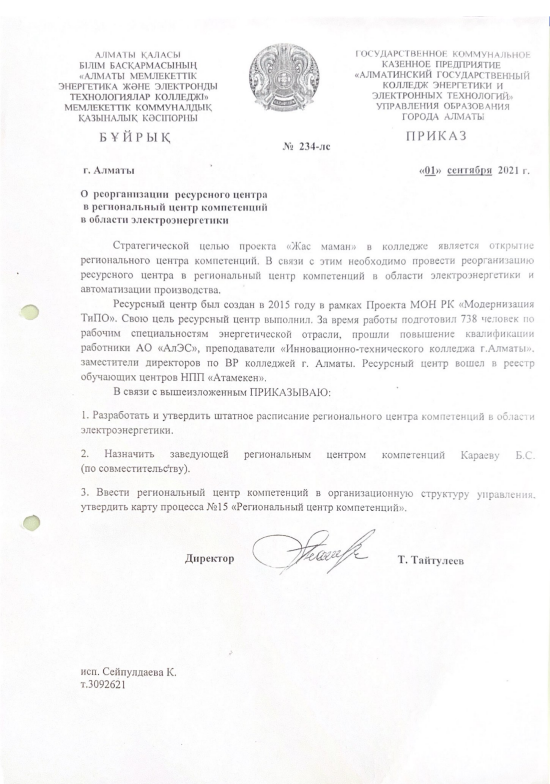 АЛМАТЫ ҚАЛАСЫ
БІЛІМ БАСҚАРМАСЫНЫҢ
«АЛМАТЫ МЕМЛЕКЕТТІК
ЭНЕРГЕТИКА ЖӘНЕ ЭЛЕКТРОНДЫ
ТЕХНОЛОГИЯЛАР КОЛЛЕДЖІ»
МЕМЛЕКЕТТІК КОММУНАЛДЫҚ
ҚАЗЫНАЛЫҚ КӘСІПОРНЫ
БҰЙРЫҚ
ГОСУДАРСТВЕННОЕ КОММУНАЛЬНОЕ
КАЗЕННОЕ ПРЕДПРИЯТИЕ
«АЛМАТИНСКИЙ ГОСУДАРСТВЕННЫЙ
КОЛЛЕДЖ ЭНЕРГЕТИКИ И
ЭЛЕКТРОННЫХ ТЕХНОЛОГИЙ»
УПРАВЛЕНИЯ ОБРАЗОВАНИЯ
ГОРОДА АЛМАТЫ
ПРИКАЗ
№ 234-лс
г. Алматы «01» сентября 2021 г.
О реорганизации ресурсного центра
в региональный центр компетенций
в области электроэнергетики
Стратегической целью проекта «Жас маман» в колледже является открытие
регионального центра компетенций. В связи с этим необходимо провести реорганизацию
ресурсного центра в региональный центр компетенций в области электроэнергетики и
автоматизации производства.
Ресурсный центр был создан в 2015 году в рамках Проекта МОН РК «Модернизация
ТиПО». Свою цель ресурсный центр выполнил. За время работы подготовил 738 человек по
рабочим специальностям энергетической отрасли, прошли повышение квалификации
работники АО «АлЭС», преподаватели «Инновационно-технического колледжа г.Алматы»,
заместители директоров по ВР колледжей г. Алматы. Ресурсный центр вошел в реестр
обучающих центров НПП «Атамекен».
В связи с вышеизложенным ПРИКАЗЫВАЮ:
1. Разработать и утвердить штатное расписание регионального центра компетенций в области
электроэнергетики.
2. Назначить заведующей региональным центром компетенций Караеву Б.С.
(по совместительству).
3. Ввести региональный центр компетенций в организационную структуру управления,
утвердить карту процесса №15 «Региональный центр компетенций».
Директор Т. Тайтулеев
исп. Сейпулдаева К.
т.3092621